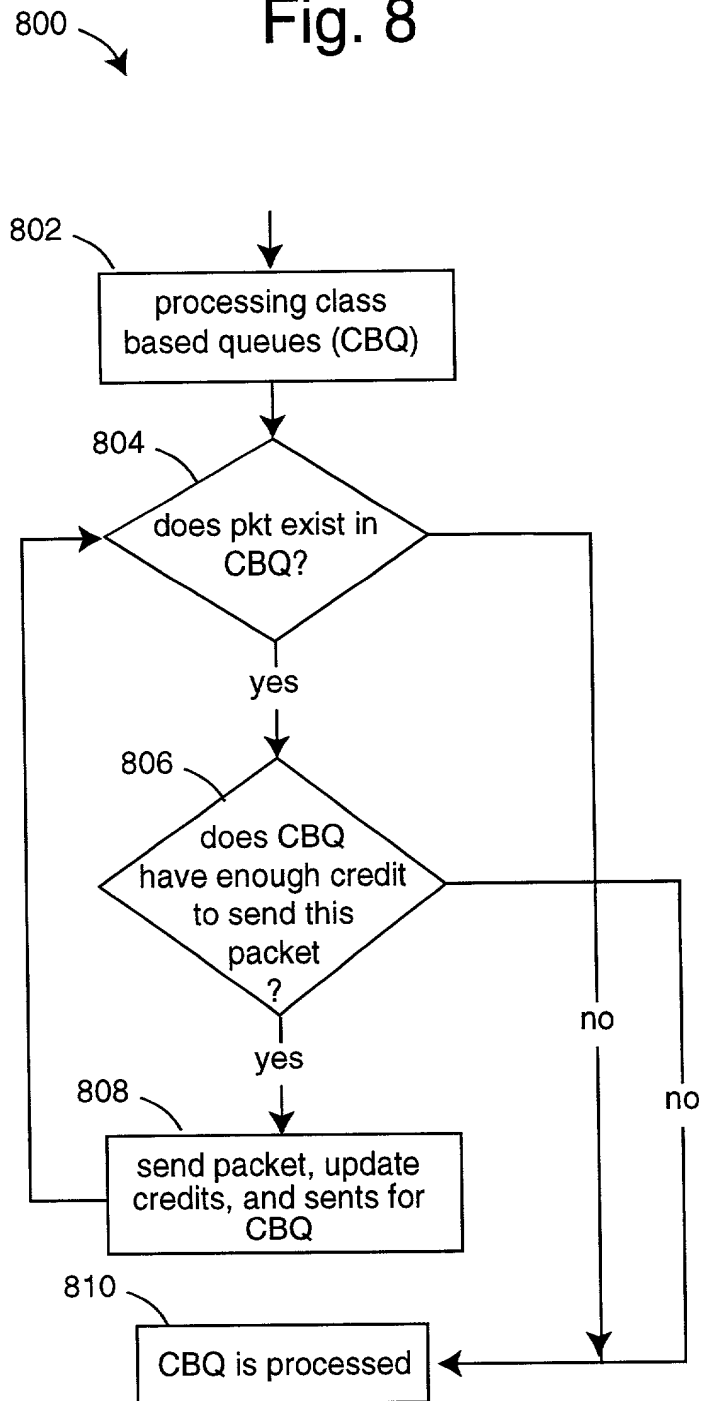 Fig. 8
800
802
processing class
based queues (CBQ)
804
does pkt exist in
CBQ?
yes
806
does CBQ
have enough credit
to send this
packet
?
no
yes
no
808
send packet, update
credits, and sents for
CBQ
810
CBQ is processed